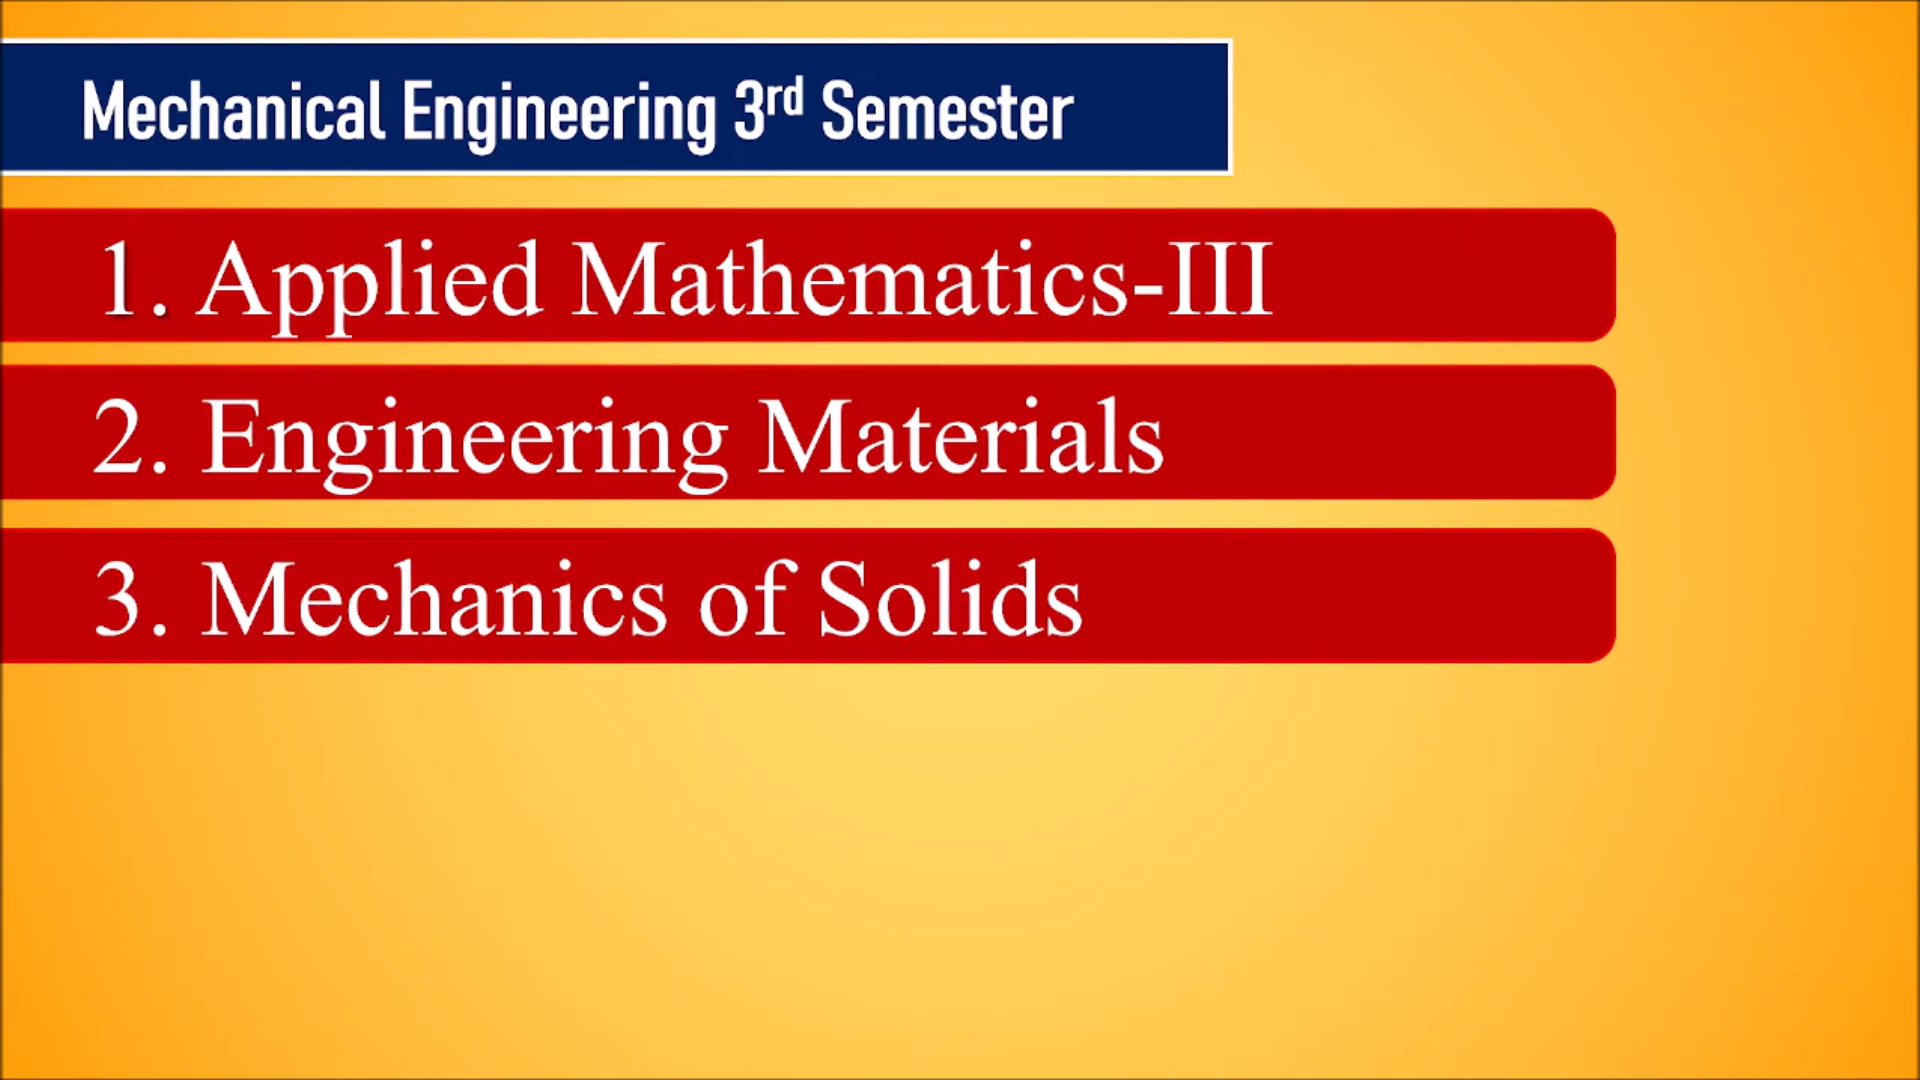 Mechanical Engineering 3rd Semester
1. Applied Mathematics-III
2. Engineering Materials
3. Mechanics of Solids